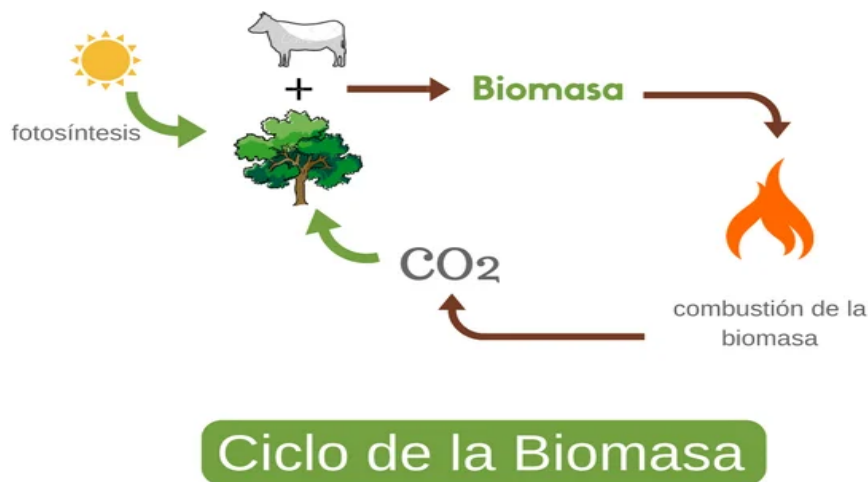 +
Biomasa
fotosíntesis
CO2
combustión de la
biomasa
Ciclo de la Biomasa